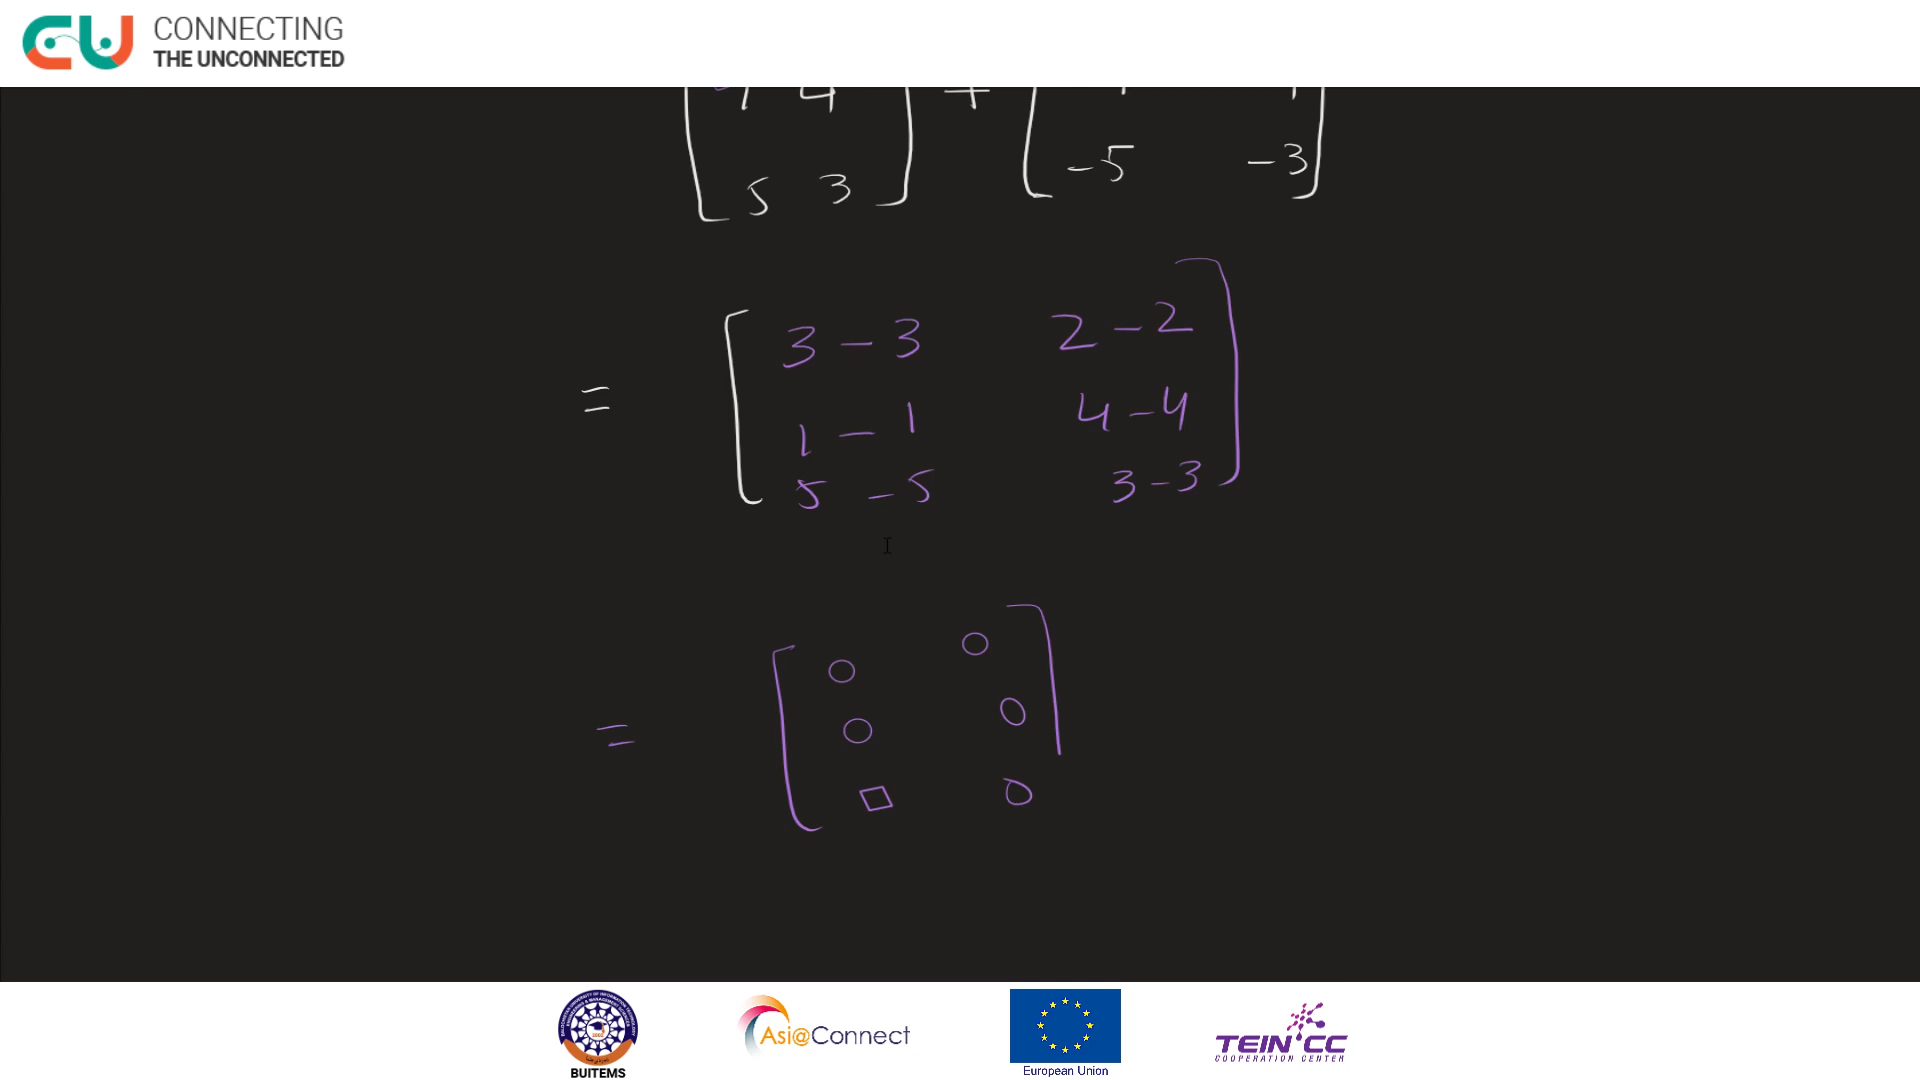 CONNECTING
THE UNCONNECTED
4 +
5 3 -5 -3
3 - 3 2 - 2
= 1 - 1 4 - 4
5 - 5 3 - 3
0 0
= 0 0
0 0
Asi@Connect
TEIN*CC
COOPERATION CENTER
BUITEMS
European Union